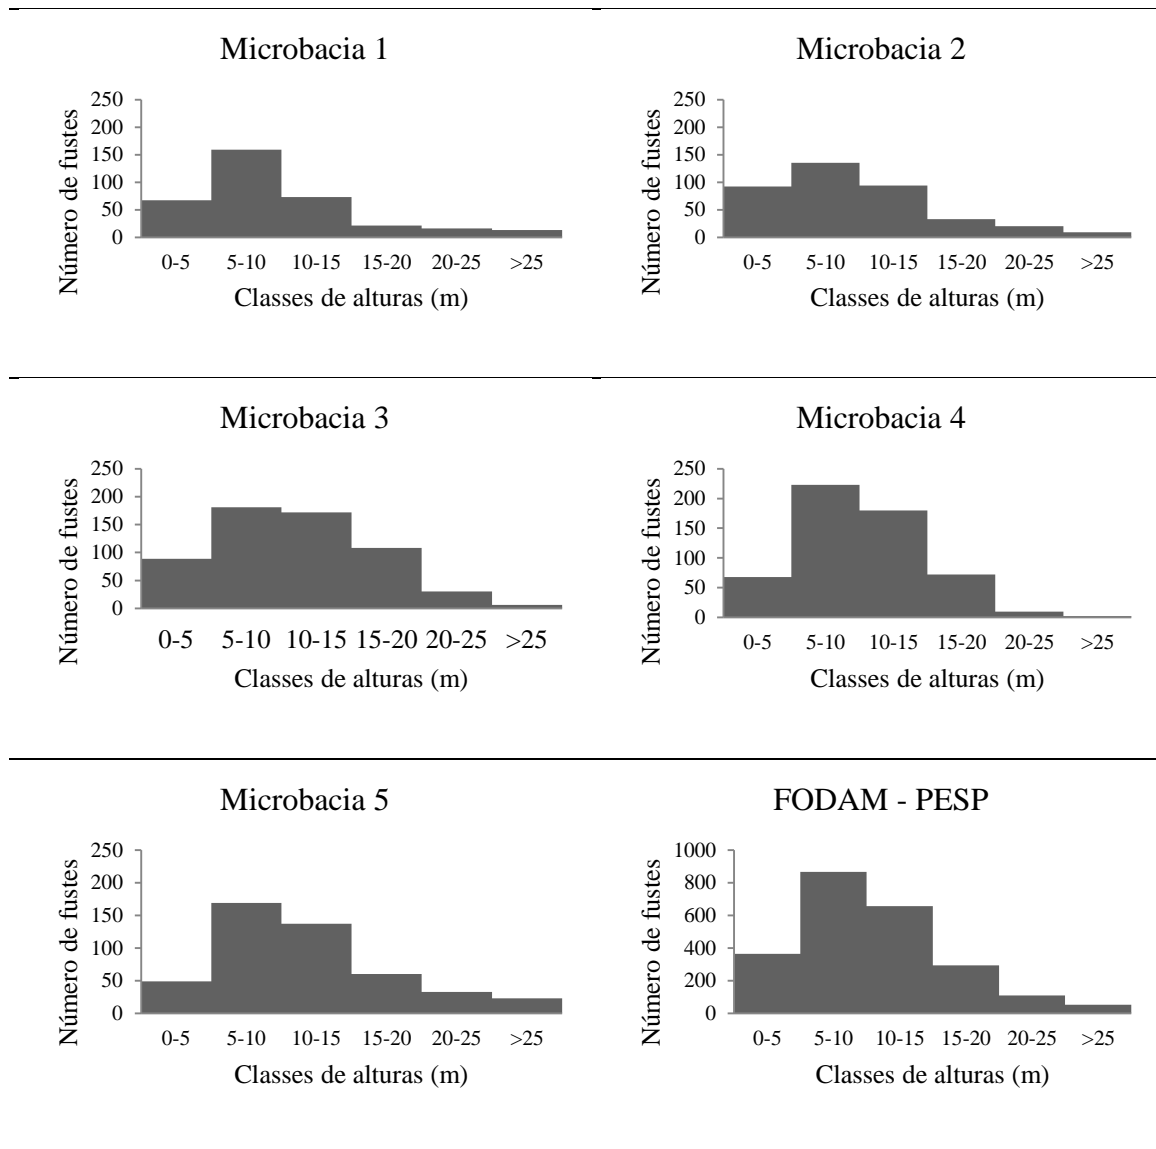 Microbacia 1
250
200
150
100
50
0
Número de fustes
0-5 5-10 10-15 15-20 20-25 >25
Classes de alturas (m)
Microbacia 2
250
200
150
100
50
0
Número de fustes
0-5 5-10 10-15 15-20 20-25 >25
Classes de alturas (m)
Microbacia 3
250
200
150
100
50
0
Número de fustes
0-5 5-10 10-15 15-20 20-25 >25
Classes de alturas (m)
Microbacia 4
250
200
150
100
50
0
Número de fustes
0-5 5-10 10-15 15-20 20-25 >25
Classes de alturas (m)
Microbacia 5
250
200
150
100
50
0
Número de fustes
0-5 5-10 10-15 15-20 20-25 >25
Classes de alturas (m)
FODAM - PESP
1000
800
600
400
200
0
Número de fustes
0-5 5-10 10-15 15-20 20-25 >25
Classes de alturas (m)